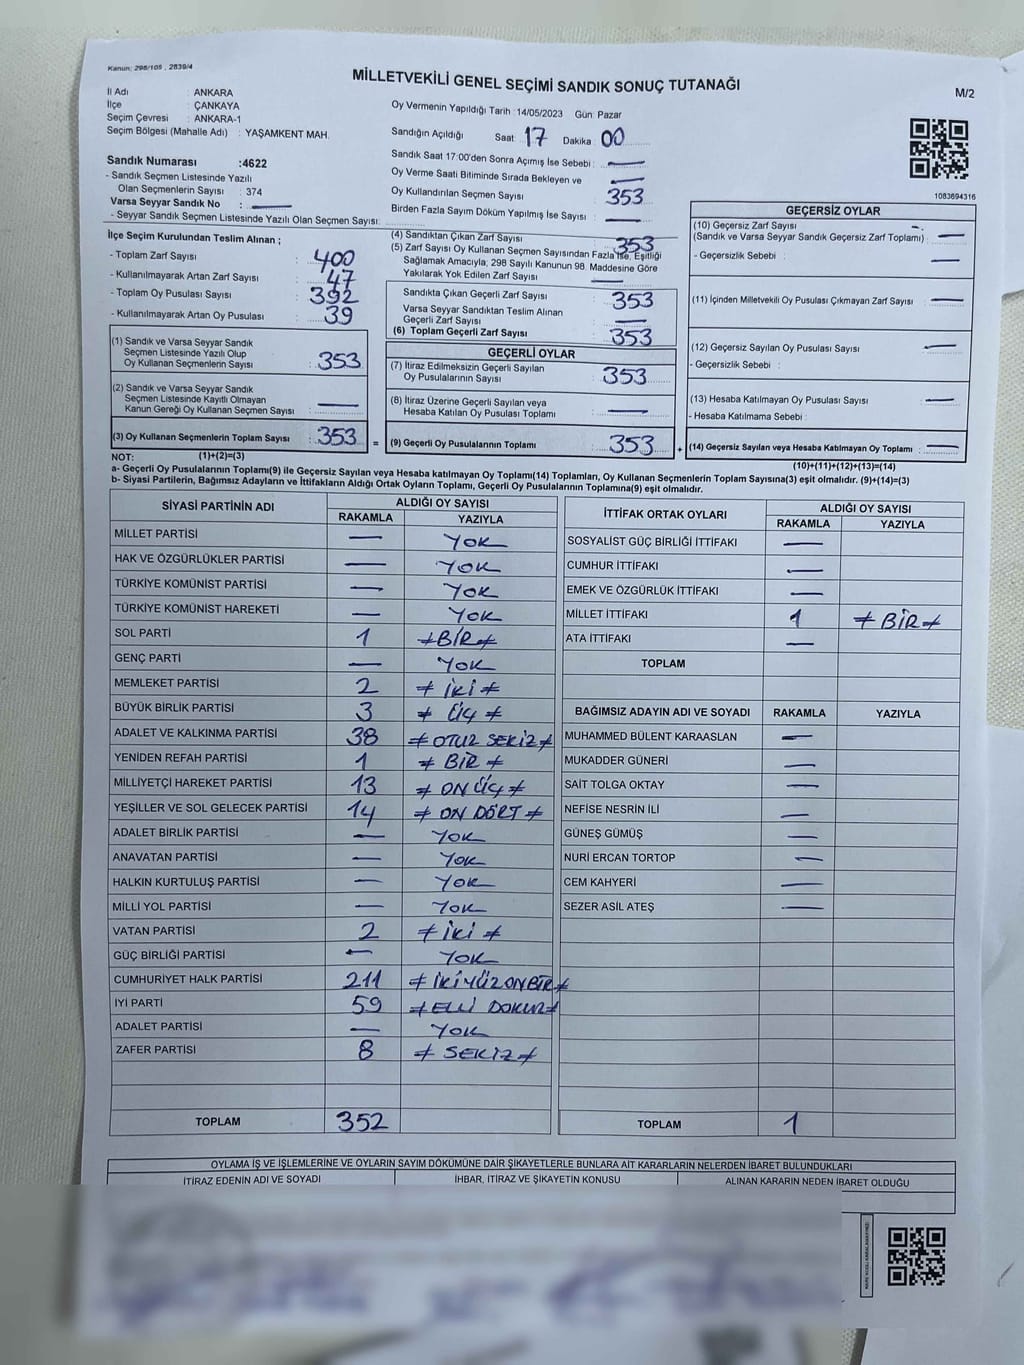 Kanun: 298/105 , 2839/4
MİLLETVEKİLİ GENEL SEÇİMİ SANDIK SONUÇ TUTANAĞI
M/2
İl Adı : ANKARA
İlçe : ÇANKAYA
Seçim Çevresi : ANKARA-1
Seçim Bölgesi (Mahalle Adı) : YAŞAMKENT MAH.
Sandık Numarası :4622
- Sandık Seçmen Listesinde Yazılı
Olan Seçmenlerin Sayısı : 374
Varsa Seyyar Sandık No : —
- Seyyar Sandık Seçmen Listesinde Yazılı Olan Seçmen Sayısı:
Oy Vermenin Yapıldığı Tarih :14/05/2023 Gün: Pazar
Sandığın Açıldığı Saat 17 Dakika 00
Sandık Saat 17:00'den Sonra Açımış İse Sebebi : —
Oy Verme Saati Bitiminde Sırada Bekleyen ve —
Oy Kullandırılan Seçmen Sayısı 353
Birden Fazla Sayım Döküm Yapılmış İse Sayısı : —
1083694316
İlçe Seçim Kurulundan Teslim Alınan ;
- Toplam Zarf Sayısı : 400
- Kullanılmayarak Artan Zarf Sayısı : 47
- Toplam Oy Pusulası Sayısı : 392
- Kullanılmayarak Artan Oy Pusulası : 39
(1) Sandık ve Varsa Seyyar Sandık
Seçmen Listesinde Yazılı Olup
Oy Kullanan Seçmenlerin Sayısı : 353
(2) Sandık ve Varsa Seyyar Sandık
Seçmen Listesinde Kayıtlı Olmayan
Kanun Gereği Oy Kullanan Seçmen Sayısı : —
(3) Oy Kullanan Seçmenlerin Toplam Sayısı : 353
(4) Sandıktan Çıkan Zarf Sayısı : 353
(5) Zarf Sayısı Oy Kullanan Seçmen Sayısından Fazla İse, Eşitliği
Sağlamak Amacıyla; 298 Sayılı Kanunun 98. Maddesine Göre
Yakılarak Yok Edilen Zarf Sayısı : —
Sandıkta Çıkan Geçerli Zarf Sayısı : 353
Varsa Seyyar Sandıktan Teslim Alınan
Geçerli Zarf Sayısı : —
(6) Toplam Geçerli Zarf Sayısı : 353
GEÇERLİ OYLAR
(7) İtiraz Edilmeksizin Geçerli Sayılan
Oy Pusulalarının Sayısı : 353
(8) İtiraz Üzerine Geçerli Sayılan veya
Hesaba Katılan Oy Pusulası Toplamı : —
= (9) Geçerli Oy Pusulalarının Toplamı : 353 +
GEÇERSİZ OYLAR
(10) Geçersiz Zarf Sayısı
(Sandık ve Varsa Seyyar Sandık Geçersiz Zarf Toplamı) : —
- Geçersizlik Sebebi : —
(11) İçinden Milletvekili Oy Pusulası Çıkmayan Zarf Sayısı : —
(12) Geçersiz Sayılan Oy Pusulası Sayısı : —
- Geçersizlik Sebebi :
(13) Hesaba Katılmayan Oy Pusulası Sayısı : —
- Hesaba Katılmama Sebebi :
(14) Geçersiz Sayılan veya Hesaba Katılmayan Oy Toplamı : —
NOT: (1)+(2)=(3) (10)+(11)+(12)+(13)=(14)
a- Geçerli Oy Pusulalarının Toplamı(9) ile Geçersiz Sayılan veya Hesaba katılmayan Oy Toplamı(14) Toplamları, Oy Kullanan Seçmenlerin Toplam Sayısına(3) eşit olmalıdır. (9)+(14)=(3)
b- Siyasi Partilerin, Bağımsız Adayların ve İttifakların Aldığı Ortak Oyların Toplamı, Geçerli Oy Pusulalarının Toplamına(9) eşit olmalıdır.
SİYASİ PARTİNİN ADI ALDIĞI OY SAYISI
RAKAMLA YAZIYLA
MİLLET PARTİSİ — YOK
HAK VE ÖZGÜRLÜKLER PARTİSİ — YOK
TÜRKİYE KOMÜNİST PARTİSİ — YOK
TÜRKİYE KOMÜNİST HAREKETİ — YOK
SOL PARTİ 1 ≠BİR≠
GENÇ PARTİ — YOK
MEMLEKET PARTİSİ 2 ≠ İKİ ≠
BÜYÜK BİRLİK PARTİSİ 3 ≠ ÜÇ ≠
ADALET VE KALKINMA PARTİSİ 38 ≠ OTUZ SEKİZ ≠
YENİDEN REFAH PARTİSİ 1 ≠ BİR ≠
MİLLİYETÇİ HAREKET PARTİSİ 13 ≠ ON ÜÇ ≠
YEŞİLLER VE SOL GELECEK PARTİSİ 14 ≠ ON DÖRT ≠
ADALET BİRLİK PARTİSİ — YOK
ANAVATAN PARTİSİ — YOK
HALKIN KURTULUŞ PARTİSİ — YOK
MİLLİ YOL PARTİSİ — YOK
VATAN PARTİSİ 2 ≠ İKİ ≠
GÜÇ BİRLİĞİ PARTİSİ — YOK
CUMHURİYET HALK PARTİSİ 211 ≠ İKİYÜZ ONBİR ≠
İYİ PARTİ 59 ≠ ELLİ DOKUZ ≠
ADALET PARTİSİ — YOK
ZAFER PARTİSİ 8 ≠ SEKİZ ≠
TOPLAM 352
İTTİFAK ORTAK OYLARI ALDIĞI OY SAYISI
RAKAMLA YAZIYLA
SOSYALİST GÜÇ BİRLİĞİ İTTİFAKI —
CUMHUR İTTİFAKI —
EMEK VE ÖZGÜRLÜK İTTİFAKI —
MİLLET İTTİFAKI 1 ≠ BİR ≠
ATA İTTİFAKI —
TOPLAM
BAĞIMSIZ ADAYIN ADI VE SOYADI RAKAMLA YAZIYLA
MUHAMMED BÜLENT KARAASLAN —
MUKADDER GÜNERİ —
SAİT TOLGA OKTAY —
NEFİSE NESRİN İLİ —
GÜNEŞ GÜMÜŞ —
NURİ ERCAN TORTOP —
CEM KAHYERİ —
SEZER ASİL ATEŞ —
TOPLAM 1
OYLAMA İŞ VE İŞLEMLERİNE VE OYLARIN SAYIM DÖKÜMÜNE DAİR ŞİKAYETLERLE BUNLARA AİT KARARLARIN NELERDEN İBARET BULUNDUKLARI
İTİRAZ EDENİN ADI VE SOYADI İHBAR, İTİRAZ VE ŞİKAYETİN KONUSU ALINAN KARARIN NEDEN İBARET OLDUĞU